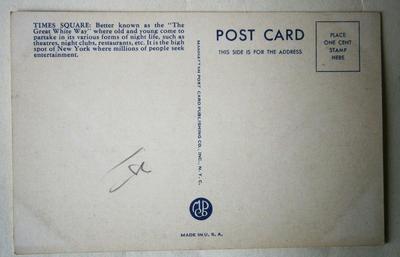 TIMES SQUARE: Better known as the "The
Great White Way" where old and young come to
partake in its various forms of night life, such as
theatres, night clubs, restaurants, etc. It is the high
spot of New York where millions of people seek
entertainment.
POST CARD
THIS SIDE IS FOR THE ADDRESS
PLACE
ONE CENT
STAMP
HERE
MANHATTAN POST CARD PUBLISHING CO., INC., N. Y. C.
MADE IN U. S. A.